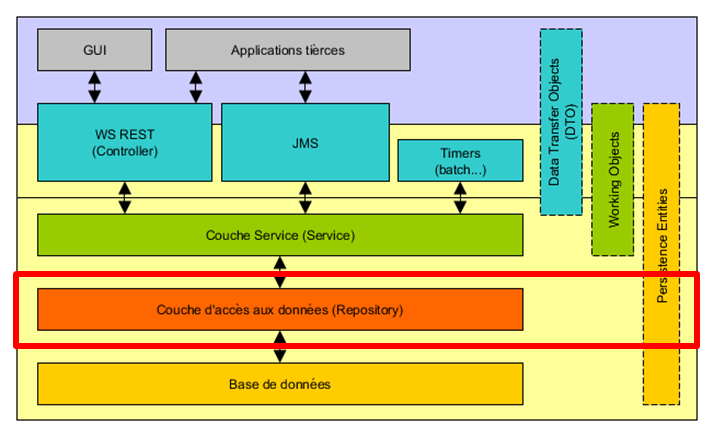 GUI
Applications tierces
WS REST
(Controller)
JMS
Timers
(batch...)
Data Transfer Objects
(DTO)
Working Objects
Persistence Entities
Couche Service (Service)
Couche d'accès aux données (Repository)
Base de données